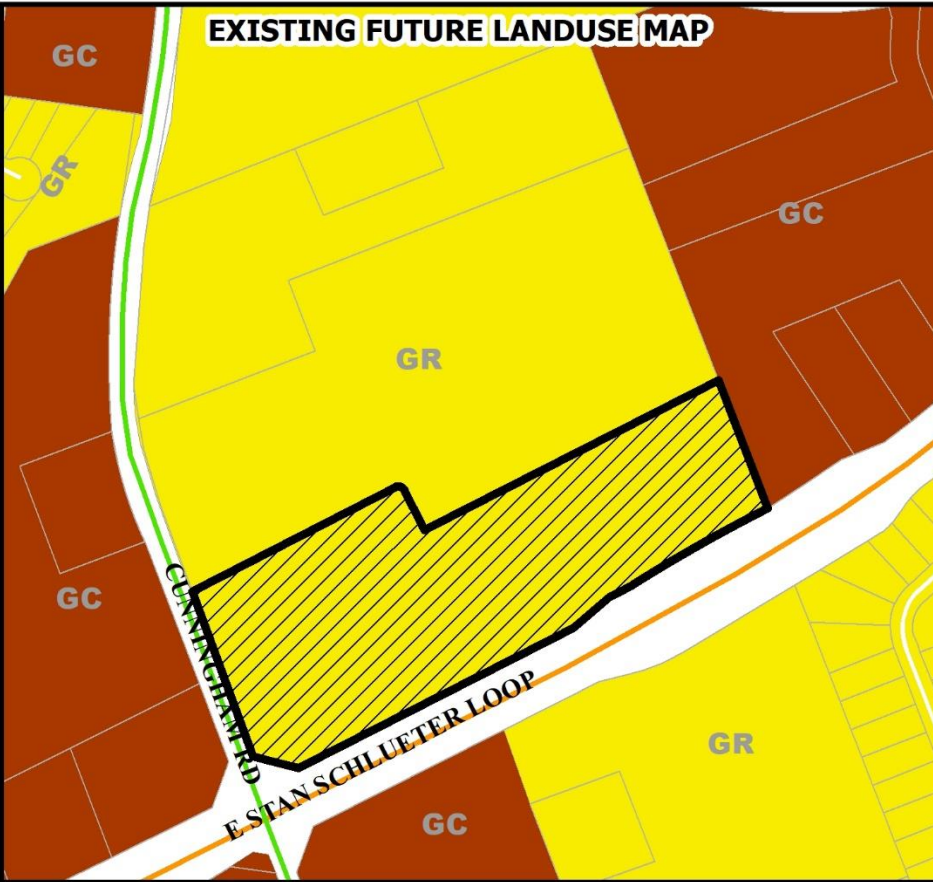 EXISTING FUTURE LANDUSE MAP
GC
GR
GC
GR
GC
CUNNINGHAM RD
E STAN SCHLUETER LOOP
GR
GC